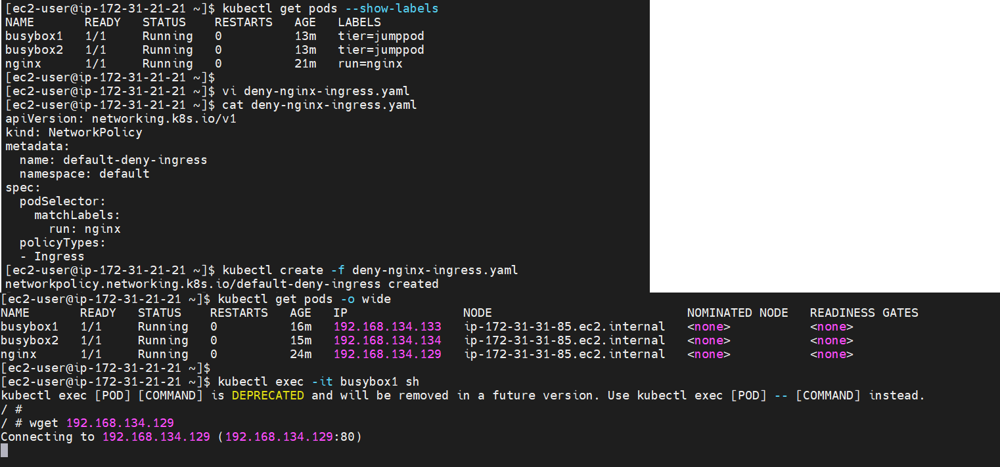 [ec2-user@ip-172-31-21-21 ~]$ kubectl get pods --show-labels
NAME       READY   STATUS    RESTARTS   AGE   LABELS
busybox1   1/1     Running   0          13m   tier=jumppod
busybox2   1/1     Running   0          13m   tier=jumppod
nginx      1/1     Running   0          21m   run=nginx
[ec2-user@ip-172-31-21-21 ~]$
[ec2-user@ip-172-31-21-21 ~]$ vi deny-nginx-ingress.yaml
[ec2-user@ip-172-31-21-21 ~]$ cat deny-nginx-ingress.yaml
apiVersion: networking.k8s.io/v1
kind: NetworkPolicy
metadata:
  name: default-deny-ingress
  namespace: default
spec:
  podSelector:
    matchLabels:
      run: nginx
  policyTypes:
  - Ingress
[ec2-user@ip-172-31-21-21 ~]$ kubectl create -f deny-nginx-ingress.yaml
networkpolicy.networking.k8s.io/default-deny-ingress created
[ec2-user@ip-172-31-21-21 ~]$ kubectl get pods -o wide
NAME       READY   STATUS    RESTARTS   AGE   IP                NODE                           NOMINATED NODE   READINESS GATES
busybox1   1/1     Running   0          16m   192.168.134.133   ip-172-31-31-85.ec2.internal   <none>           <none>
busybox2   1/1     Running   0          15m   192.168.134.134   ip-172-31-31-85.ec2.internal   <none>           <none>
nginx      1/1     Running   0          24m   192.168.134.129   ip-172-31-31-85.ec2.internal   <none>           <none>
[ec2-user@ip-172-31-21-21 ~]$
[ec2-user@ip-172-31-21-21 ~]$ kubectl exec -it busybox1 sh
kubectl exec [POD] [COMMAND] is DEPRECATED and will be removed in a future version. Use kubectl exec [POD] -- [COMMAND] instead.
/ #
/ # wget 192.168.134.129
Connecting to 192.168.134.129 (192.168.134.129:80)